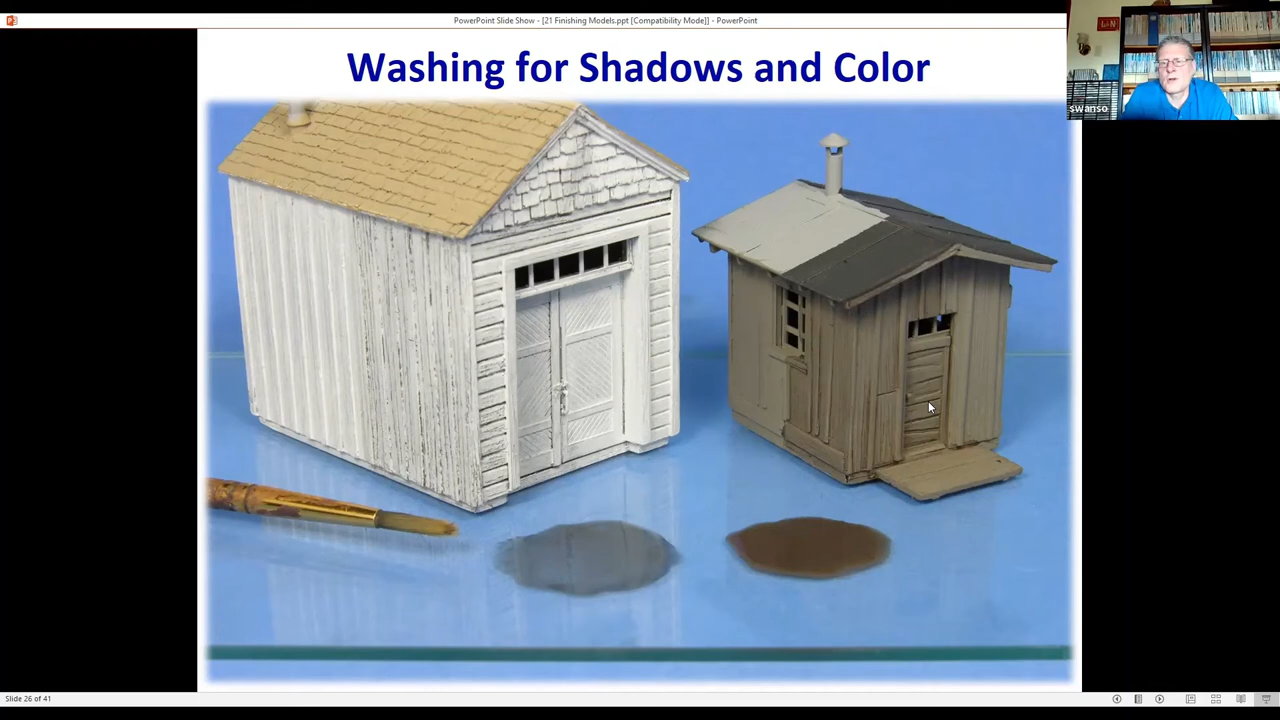 PowerPoint Slide Show - [21 Finishing Models.ppt [Compatibility Mode]] - PowerPoint
Washing for Shadows and Color
L&N
swanso
Slide 26 of 41